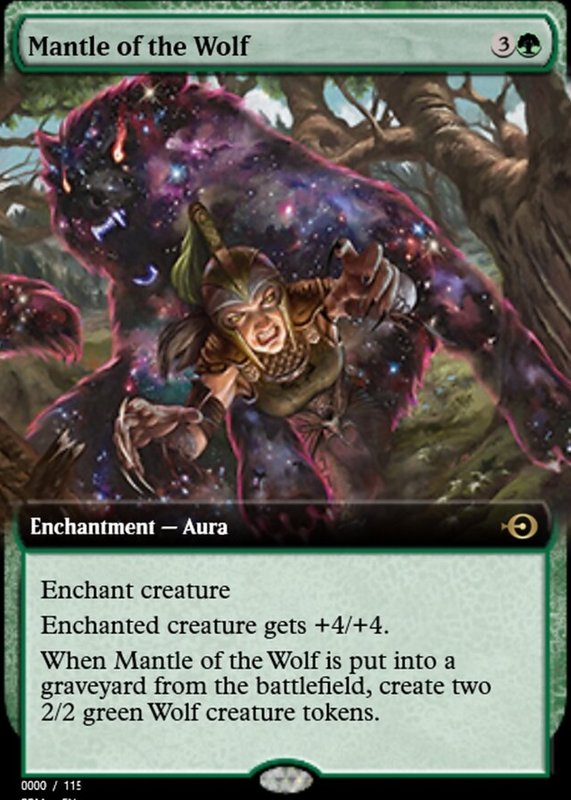 Mantle of the Wolf 3
Enchantment — Aura
Enchant creature
Enchanted creature gets +4/+4.
When Mantle of the Wolf is put into a
graveyard from the battlefield, create two
2/2 green Wolf creature tokens.
0000 / 115